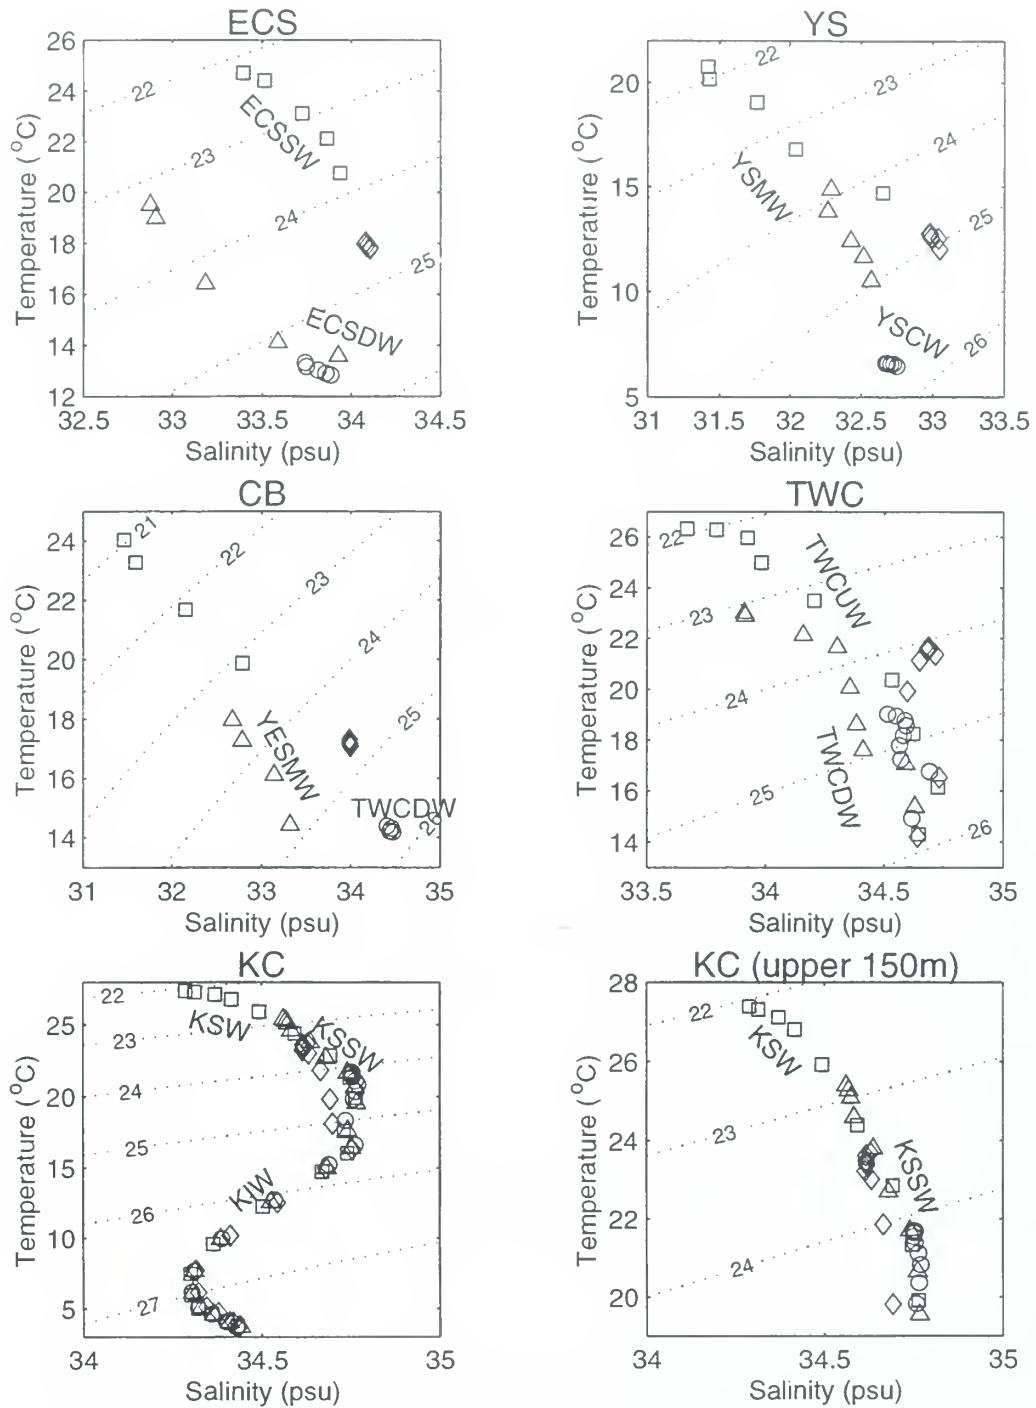 ECS
26
24
22
20
18
16
14
12
Temperature (°C)
22
23
24
25
ECSSW
ECSDW
32.5 33 33.5 34 34.5
Salinity (psu)
YS
20
15
10
5
Temperature (°C)
22
23
24
25
26
YSMW
YSCW
31 31.5 32 32.5 33 33.5
Salinity (psu)
CB
24
22
20
18
16
14
Temperature (°C)
21
22
23
24
25
26
YESMW
TWCDW
31 32 33 34 35
Salinity (psu)
TWC
26
24
22
20
18
16
14
Temperature (°C)
22
23
24
25
26
TWCUW
TWCDW
33.5 34 34.5 35
Salinity (psu)
KC
25
20
15
10
5
Temperature (°C)
22
23
24
25
26
27
KSW
KSSW
KIW
34 34.5 35
Salinity (psu)
KC (upper 150m)
28
26
24
22
20
Temperature (°C)
22
23
24
KSW
KSSW
34 34.5 35
Salinity (psu)